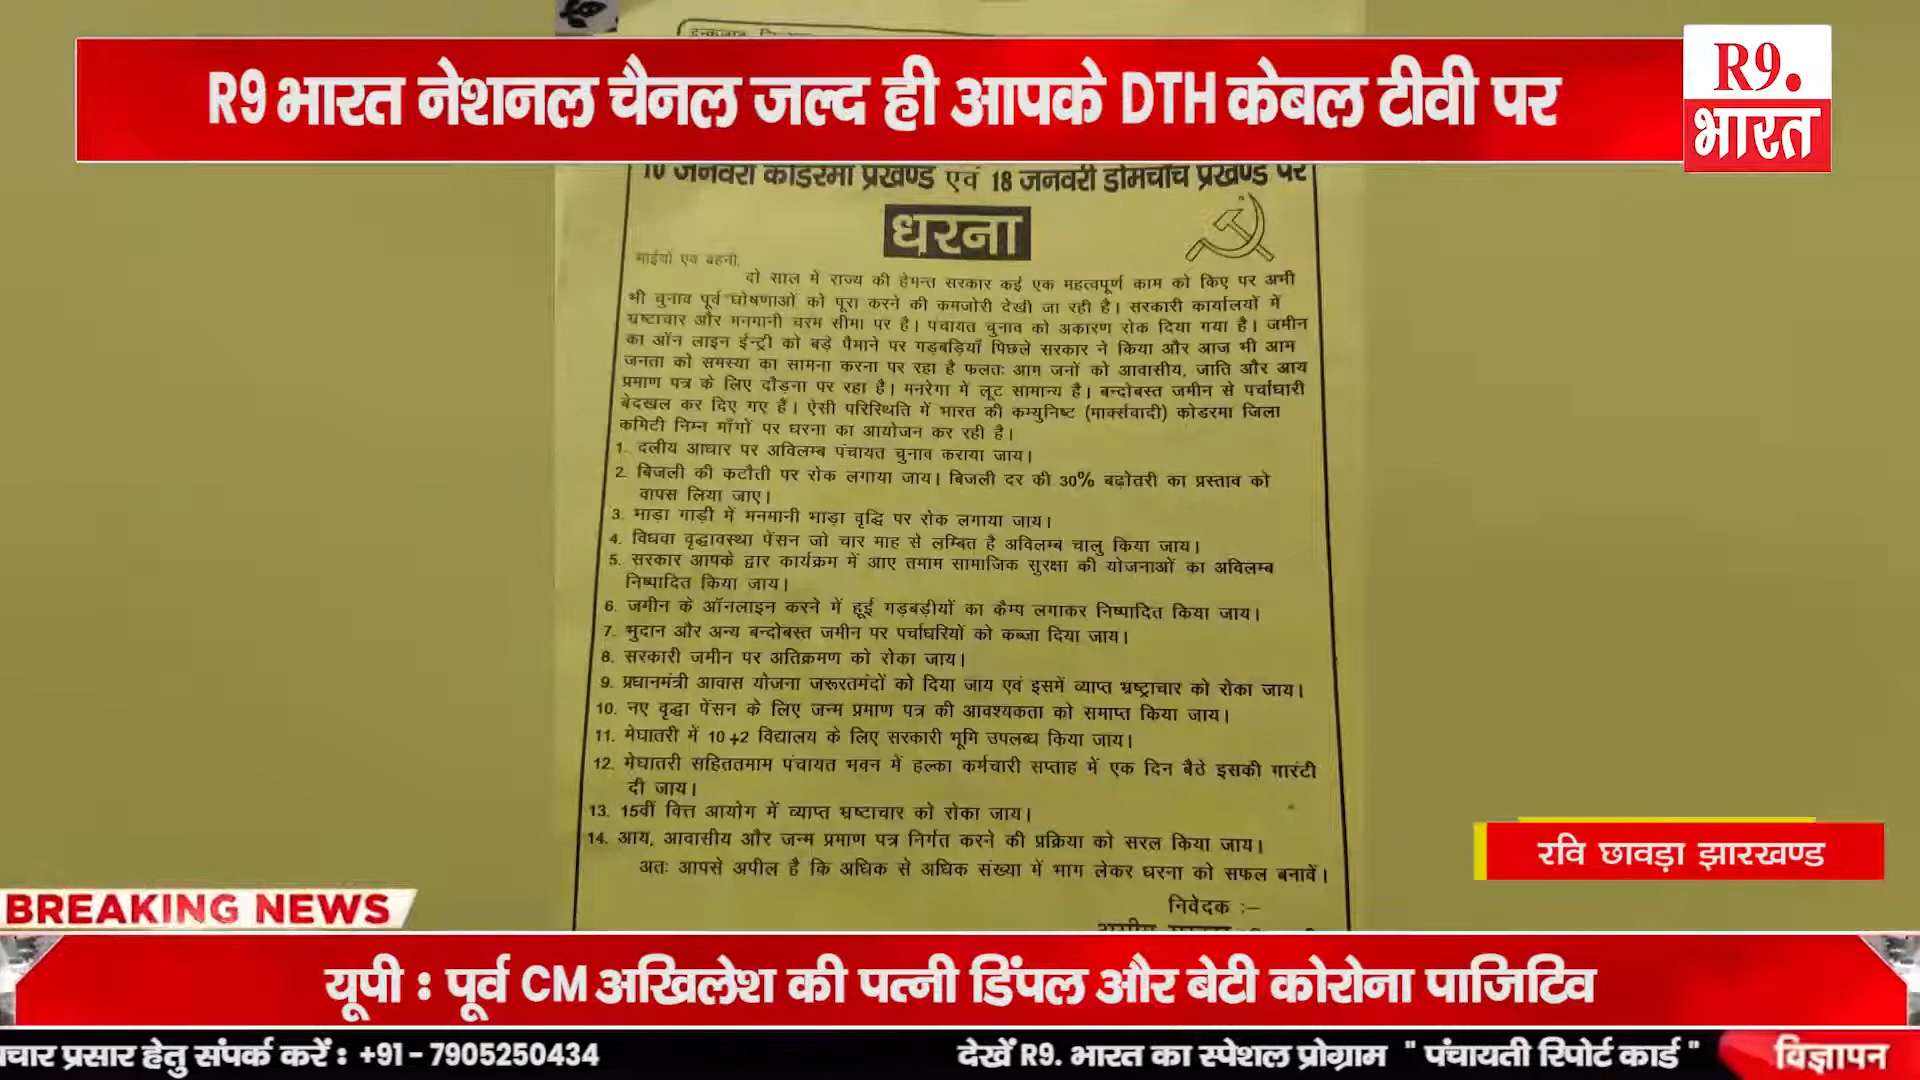 R9 भारत नेशनल चैनल जल्द ही आपके DTH केबल टीवी पर
R9.
भारत
10 जनवरी कोडरमा प्रखण्ड एवं 18 जनवरी डोमचाँच प्रखण्ड पर
धरना
भाईयों एवं बहनों,
दो साल में राज्य की हेमन्त सरकार कई एक महत्वपूर्ण काम को किए पर अभी
भी चुनाव पूर्व घोषणाओं को पूरा करने की कमजोरी देखी जा रही है। सरकारी कार्यालयों में
भ्रष्टाचार और मनमानी चरम सीमा पर है। पंचायत चुनाव को अकारण रोक दिया गया है। जमीन
का ऑन लाइन ईन्ट्री को बड़े पैमाने पर गड़बड़ियाँ पिछले सरकार ने किया और आज भी आम
जनता को समस्या का सामना करना पर रहा है फलतः आम जनों को आवासीय, जाति और आय
प्रमाण पत्र के लिए दौड़ना पर रहा है। मनरेगा में लूट सामान्य है। बन्दोबस्त जमीन से पर्चाधारी
बेदखल कर दिए गए हैं। ऐसी परिस्थिति में भारत की कम्युनिष्ट (मार्क्सवादी) कोडरमा जिला
कमिटी निम्न माँगों पर धरना का आयोजन कर रही है।
1. दलीय आधार पर अविलम्ब पंचायत चुनाव कराया जाय।
2. बिजली की कटौती पर रोक लगाया जाय। बिजली दर की 30% बढ़ोतरी का प्रस्ताव को
वापस लिया जाए।
3. भाड़ा गाड़ी में मनमानी भाड़ा वृद्धि पर रोक लगाया जाय।
4. विधवा वृद्धावस्था पेंसन जो चार माह से लम्बित है अविलम्ब चालु किया जाय।
5. सरकार आपके द्वार कार्यक्रम में आए तमाम सामाजिक सुरक्षा की योजनाओं का अविलम्ब
निष्पादित किया जाय।
6. जमीन के ऑनलाइन करने में हूई गड़बड़ीयों का कैम्प लगाकर निष्पादित किया जाय।
7. भुदान और अन्य बन्दोबस्त जमीन पर पर्चाधरियों को कब्जा दिया जाय।
8. सरकारी जमीन पर अतिक्रमण को रोका जाय।
9. प्रधानमंत्री आवास योजना जरूरतमंदों को दिया जाय एवं इसमें व्याप्त भ्रष्ट्राचार को रोका जाय।
10. नए वृद्धा पेंसन के लिए जन्म प्रमाण पत्र की आवश्यकता को समाप्त किया जाय।
11. मेघातरी में 10+2 विद्यालय के लिए सरकारी भूमि उपलब्ध किया जाय।
12. मेघातरी सहिततमाम पंचायत भवन में हल्का कर्मचारी सप्ताह में एक दिन बैठे इसकी गारंटी
दी जाय।
13. 15वीं वित्त आयोग में व्याप्त भ्रष्टाचार को रोका जाय।
14. आय, आवासीय और जन्म प्रमाण पत्र निर्गत करने की प्रक्रिया को सरल किया जाय।
अतः आपसे अपील है कि अधिक से अधिक संख्या में भाग लेकर धरना को सफल बनावें।
निवेदक :–
रवि छावड़ा झारखण्ड
BREAKING NEWS
यूपी : पूर्व CM अखिलेश की पत्नी डिंपल और बेटी कोरोना पाजिटिव
चार प्रसार हेतु संपर्क करें : +91 - 7905250434
देखें R9. भारत का स्पेशल प्रोग्राम " पंचायती रिपोर्ट कार्ड "
विज्ञापन